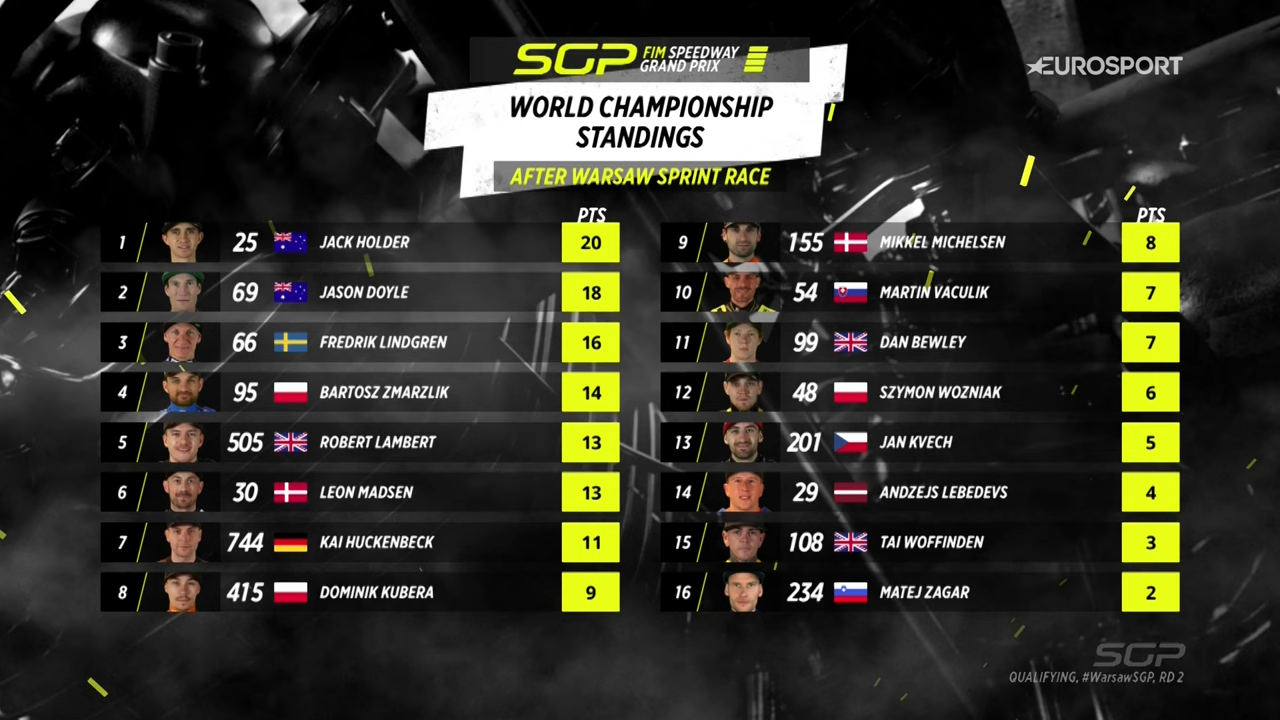 SGP FIM SPEEDWAY
GRAND PRIX
EUROSPORT
WORLD CHAMPIONSHIP
STANDINGS
AFTER WARSAW SPRINT RACE
PTS
1 25 JACK HOLDER 20
2 69 JASON DOYLE 18
3 66 FREDRIK LINDGREN 16
4 95 BARTOSZ ZMARZLIK 14
5 505 ROBERT LAMBERT 13
6 30 LEON MADSEN 13
7 744 KAI HUCKENBECK 11
8 415 DOMINIK KUBERA 9
PTS
9 155 MIKKEL MICHELSEN 8
10 54 MARTIN VACULIK 7
11 99 DAN BEWLEY 7
12 48 SZYMON WOZNIAK 6
13 201 JAN KVECH 5
14 29 ANDZEJS LEBEDEVS 4
15 108 TAI WOFFINDEN 3
16 234 MATEJ ZAGAR 2
SGP
QUALIFYING, #WarsawSGP, RD 2